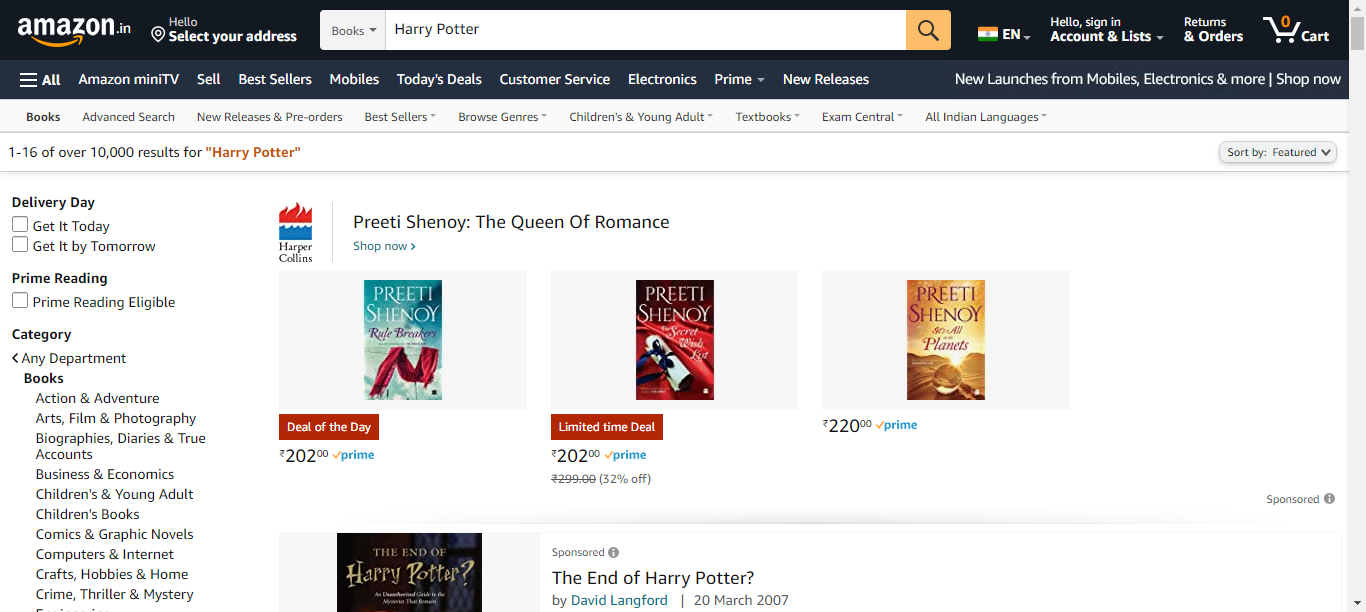 amazon.in
Hello
Select your address
Books
Harry Potter
EN
Hello, sign in
Account & Lists
Returns
& Orders
0
Cart
All
Amazon miniTV
Sell
Best Sellers
Mobiles
Today's Deals
Customer Service
Electronics
Prime
New Releases
New Launches from Mobiles, Electronics & more | Shop now
Books
Advanced Search
New Releases & Pre-orders
Best Sellers
Browse Genres
Children's & Young Adult
Textbooks
Exam Central
All Indian Languages
1-16 of over 10,000 results for "Harry Potter"
Sort by: Featured
Delivery Day
Get It Today
Get It by Tomorrow
Prime Reading
Prime Reading Eligible
Category
Any Department
Books
Action & Adventure
Arts, Film & Photography
Biographies, Diaries & True
Accounts
Business & Economics
Children's & Young Adult
Children's Books
Comics & Graphic Novels
Computers & Internet
Crafts, Hobbies & Home
Crime, Thriller & Mystery
Harper
Collins
Preeti Shenoy: The Queen Of Romance
Shop now ›
PREETI
SHENOY
Rule Breakers
Deal of the Day
₹20200 prime
PREETI
SHENOY
The Secret
Wish
List
Limited time Deal
₹20200 prime
₹299.00 (32% off)
PREETI
SHENOY
It's All
Planets
₹22000 prime
Sponsored
THE END OF
Harry Potter?
An Unauthorized Guide to the
Mysteries That Remain
Sponsored
The End of Harry Potter?
by David Langford | 20 March 2007